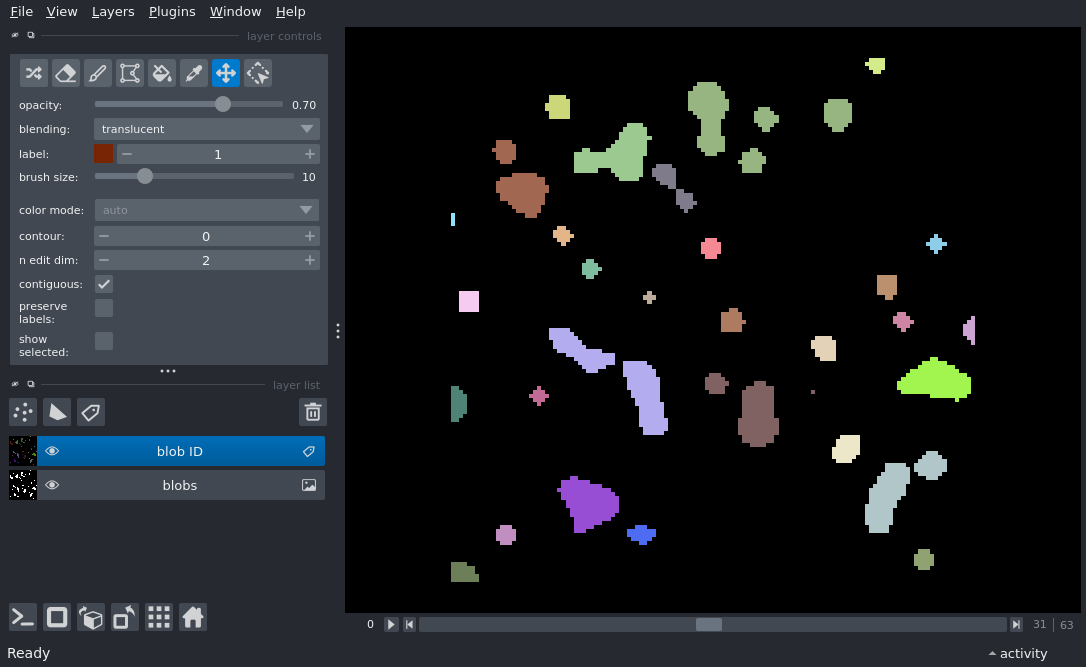 File View Layers Plugins Window Help
layer controls
opacity: 0.70
blending: translucent
label: 1
brush size: 10
color mode: auto
contour: 0
n edit dim: 2
contiguous:
preserve
labels:
show
selected:
layer list
blob ID
blobs
0 31 63
Ready activity